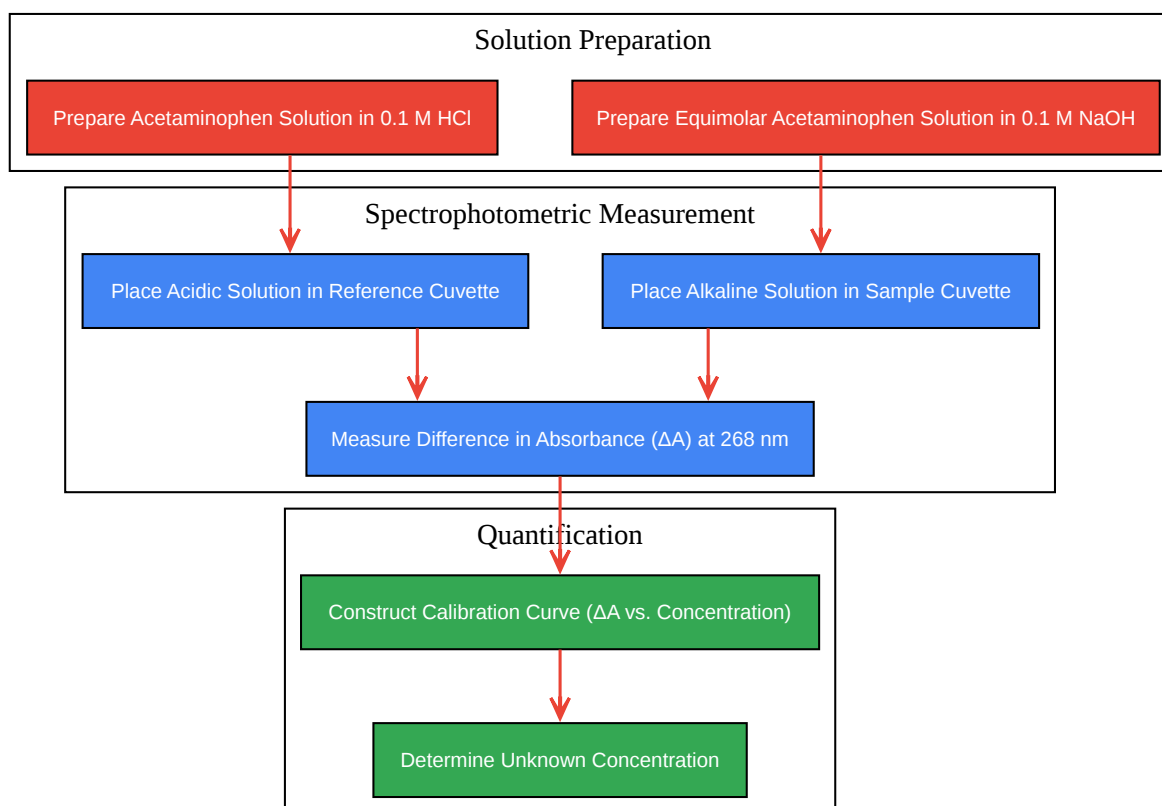 Solution Preparation
Prepare Acetaminophen Solution in 0.1 M HCl
Prepare Equimolar Acetaminophen Solution in 0.1 M NaOH
Spectrophotometric Measurement
Place Acidic Solution in Reference Cuvette
Place Alkaline Solution in Sample Cuvette
Measure Difference in Absorbance (ΔA) at 268 nm
Quantification
Construct Calibration Curve (ΔA vs. Concentration)
Determine Unknown Concentration